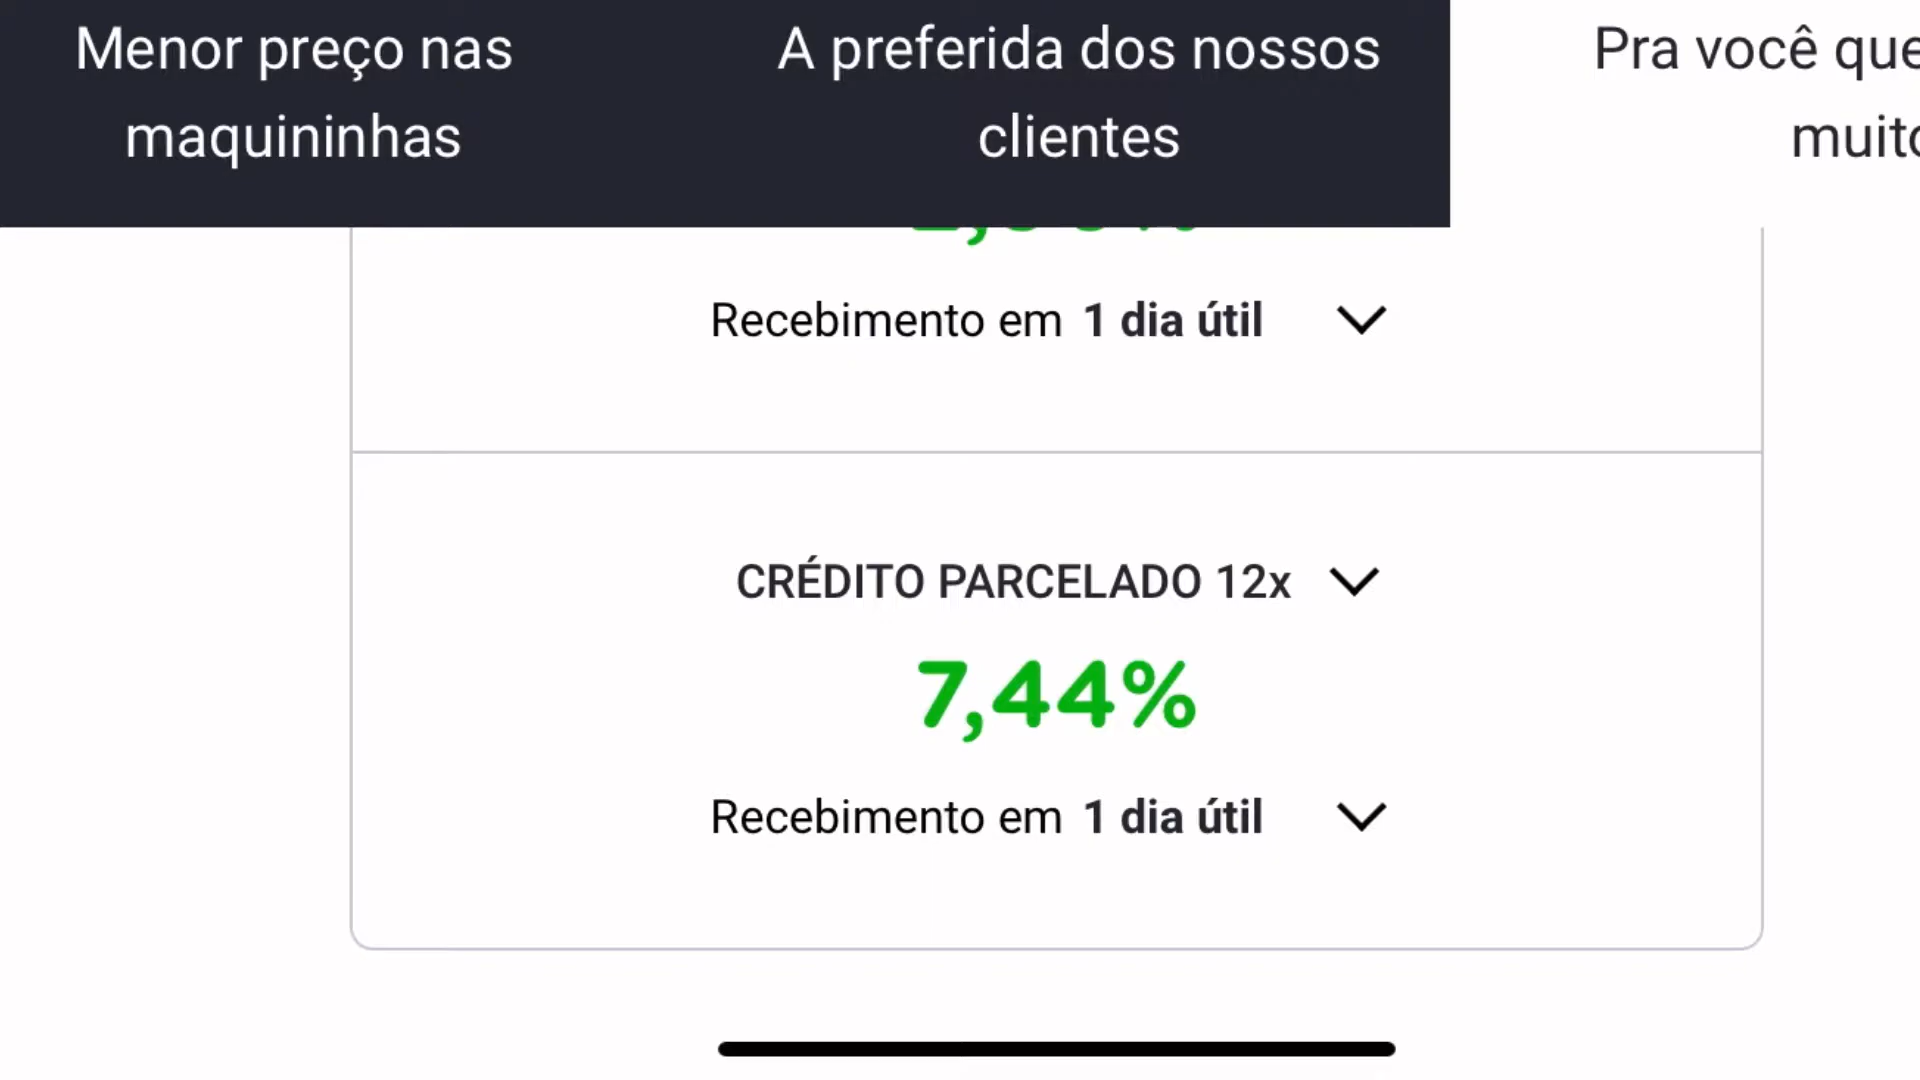 Menor preço nas
maquininhas
A preferida dos nossos
clientes
Pra você que
Recebimento em 1 dia útil
CRÉDITO PARCELADO 12x
7,44%
Recebimento em 1 dia útil